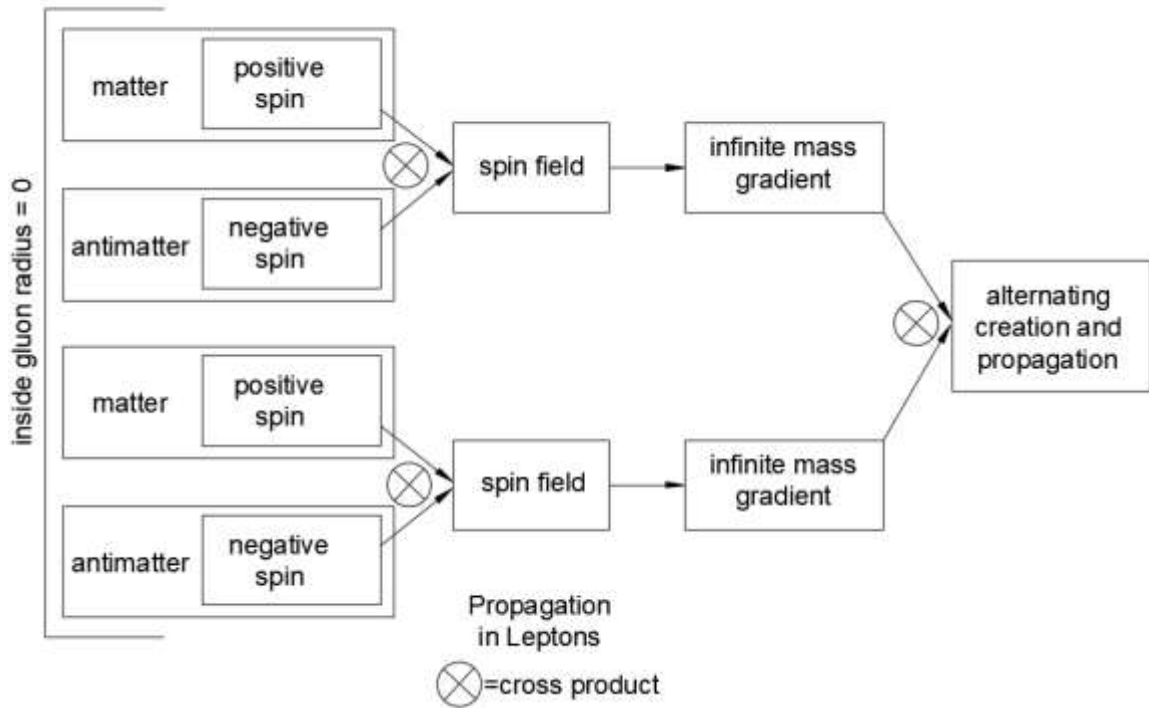 inside gluon radius = 0
matter
positive
spin
antimatter
negative
spin
spin field
infinite mass
gradient
matter
positive
spin
antimatter
negative
spin
spin field
infinite mass
gradient
alternating
creation and
propagation
Propagation
in Leptons
=cross product